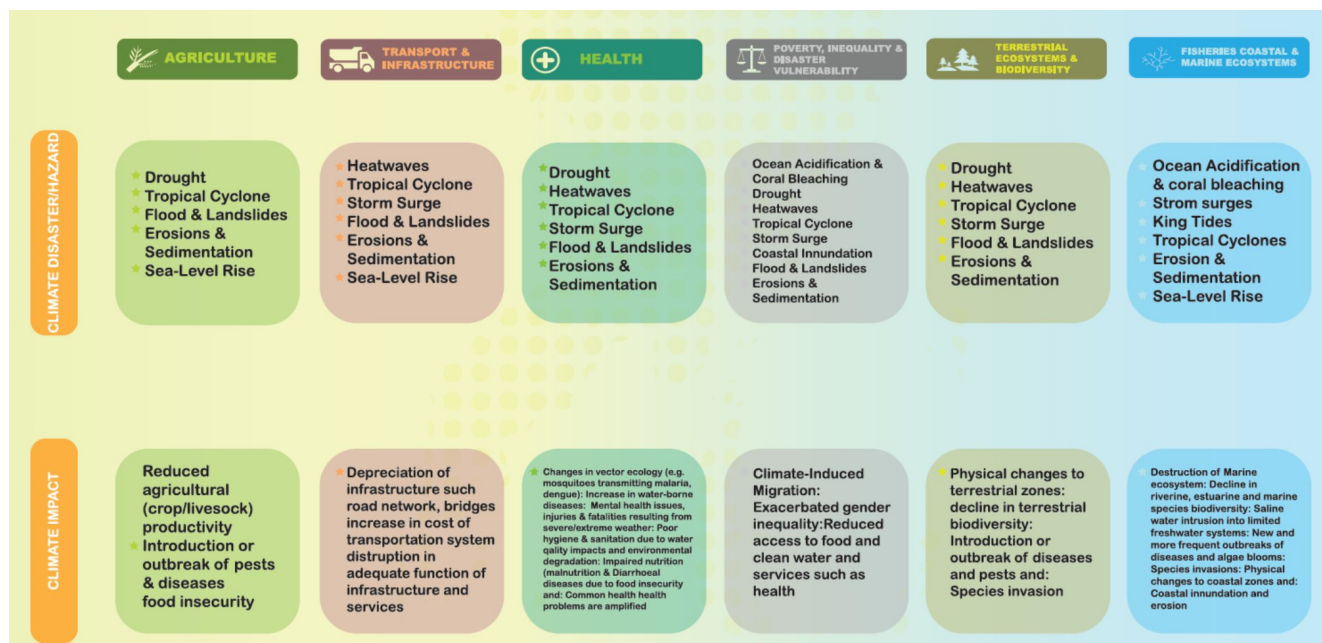 AGRICULTURE
TRANSPORT &
INFRASTRUCTURE
HEALTH
POVERTY, INEQUALITY &
DISASTER
VULNERABILITY
TERRESTRIAL
ECOSYSTEMS &
BIODIVERSITY
FISHERIES COASTAL &
MARINE ECOSYSTEMS
CLIMATE DISASTER/HAZARD
Drought
Tropical Cyclone
Flood & Landslides
Erosions &
Sedimentation
Sea-Level Rise
Heatwaves
Tropical Cyclone
Storm Surge
Flood & Landslides
Erosions &
Sedimentation
Sea-Level Rise
Drought
Heatwaves
Tropical Cyclone
Storm Surge
Flood & Landslides
Erosions &
Sedimentation
Ocean Acidification &
Coral Bleaching
Drought
Heatwaves
Tropical Cyclone
Storm Surge
Coastal Innundation
Flood & Landslides
Erosions &
Sedimentation
Drought
Heatwaves
Tropical Cyclone
Storm Surge
Flood & Landslides
Erosions &
Sedimentation
Ocean Acidification
& coral bleaching
Strom surges
King Tides
Tropical Cyclones
Erosion &
Sedimentation
Sea-Level Rise
CLIMATE IMPACT
Reduced
agricultural
(crop/livesock)
productivity
Introduction or
outbreak of pests
& diseases
food insecurity
Depreciation of
infrastructure such
road network, bridges
increase in cost of
transportation system
distruption in
adequate function of
infrastructure and
services
Changes in vector ecology (e.g.
mosquitoes transmitting malaria,
dengue): Increase in water-borne
diseases: Mental health issues,
injuries & fatalities resulting from
severe/extreme weather: Poor
hygiene & sanitation due to water
qality impacts and environmental
degradation: Impaired nutrition
(malnutrition & Diarrhoeal
diseases due to food insecurity
and: Common health health
problems are amplified
Climate-Induced
Migration:
Exacerbated gender
inequality:Reduced
access to food and
clean water and
services such as
health
Physical changes to
terrestrial zones:
decline in terrestrial
biodiversity:
Introduction or
outbreak of diseases
and pests and:
Species invasion
Destruction of Marine
ecosystem: Decline in
riverine, estuarine and marine
species biodiversity: Saline
water intrusion into limited
freshwater systems: New and
more frequent outbreaks of
diseases and algae blooms:
Species invasions: Physical
changes to coastal zones and:
Coastal innundation and
erosion